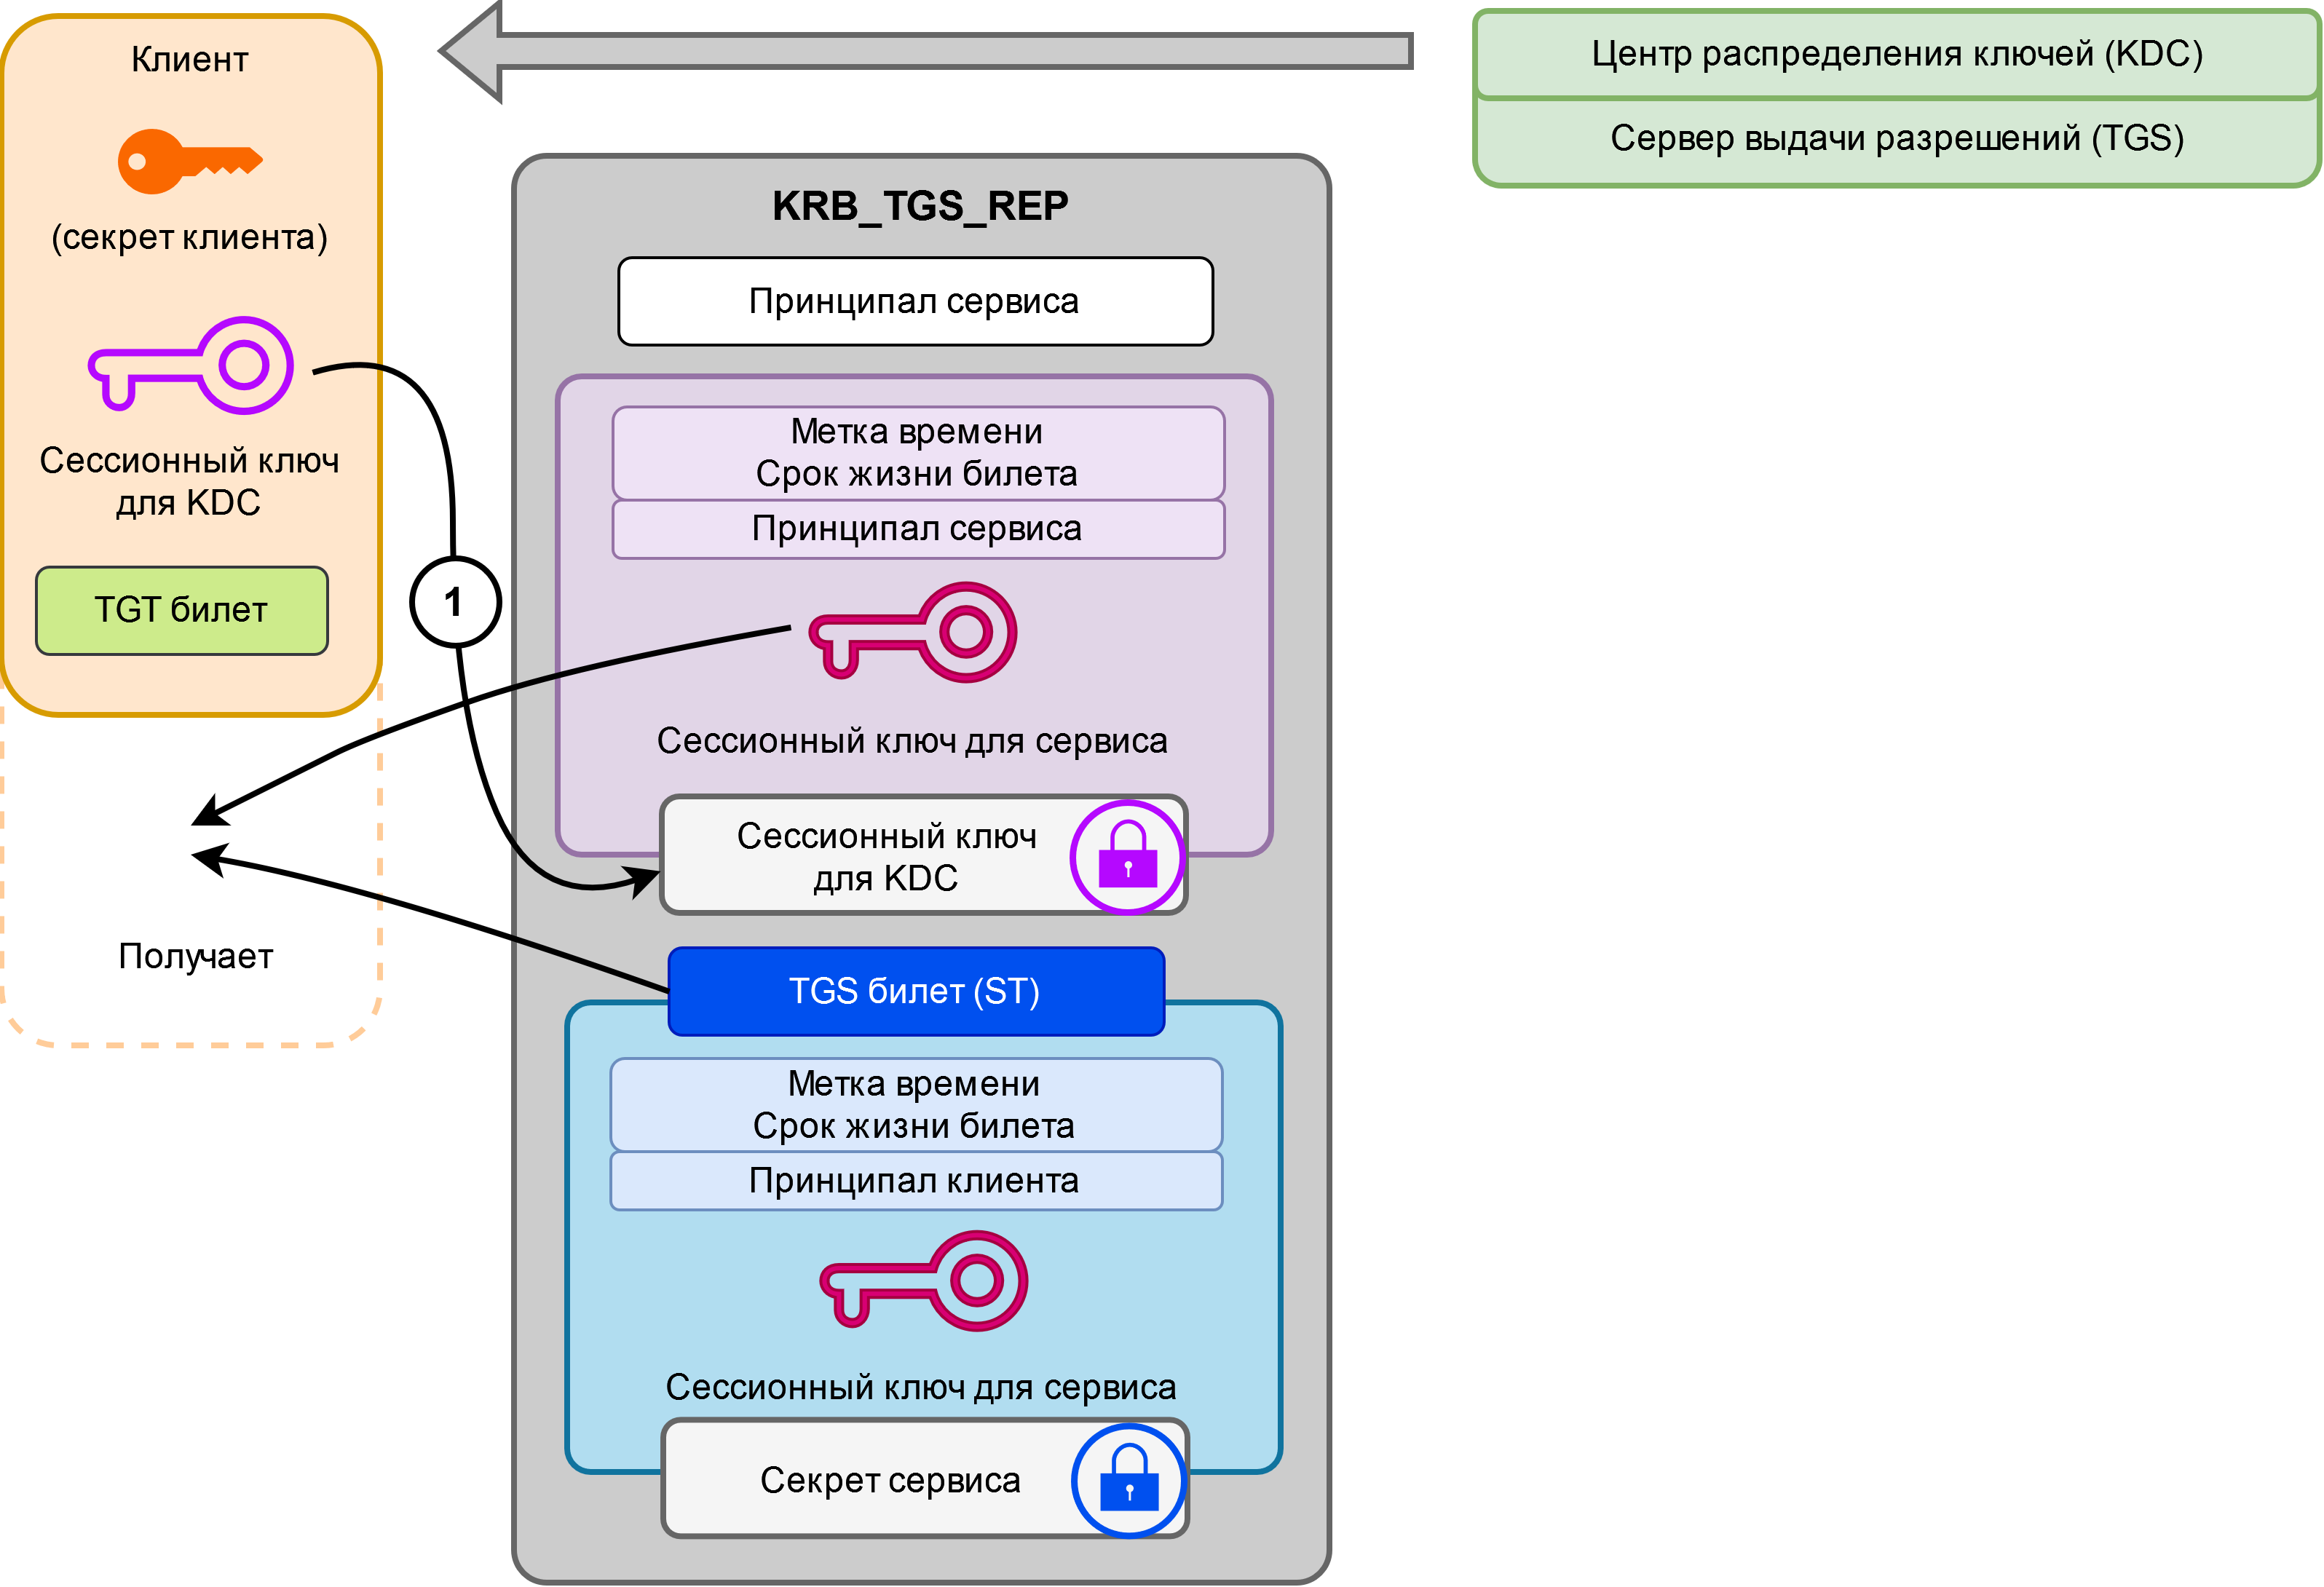 Клиент
(секрет клиента)
Сессионный ключ
для KDC
TGT билет
Получает
1
Центр распределения ключей (KDC)
Сервер выдачи разрешений (TGS)
KRB_TGS_REP
Принципал сервиса
Метка времени
Срок жизни билета
Принципал сервиса
Сессионный ключ для сервиса
Сессионный ключ
для KDC
TGS билет (ST)
Метка времени
Срок жизни билета
Принципал клиента
Сессионный ключ для сервиса
Секрет сервиса